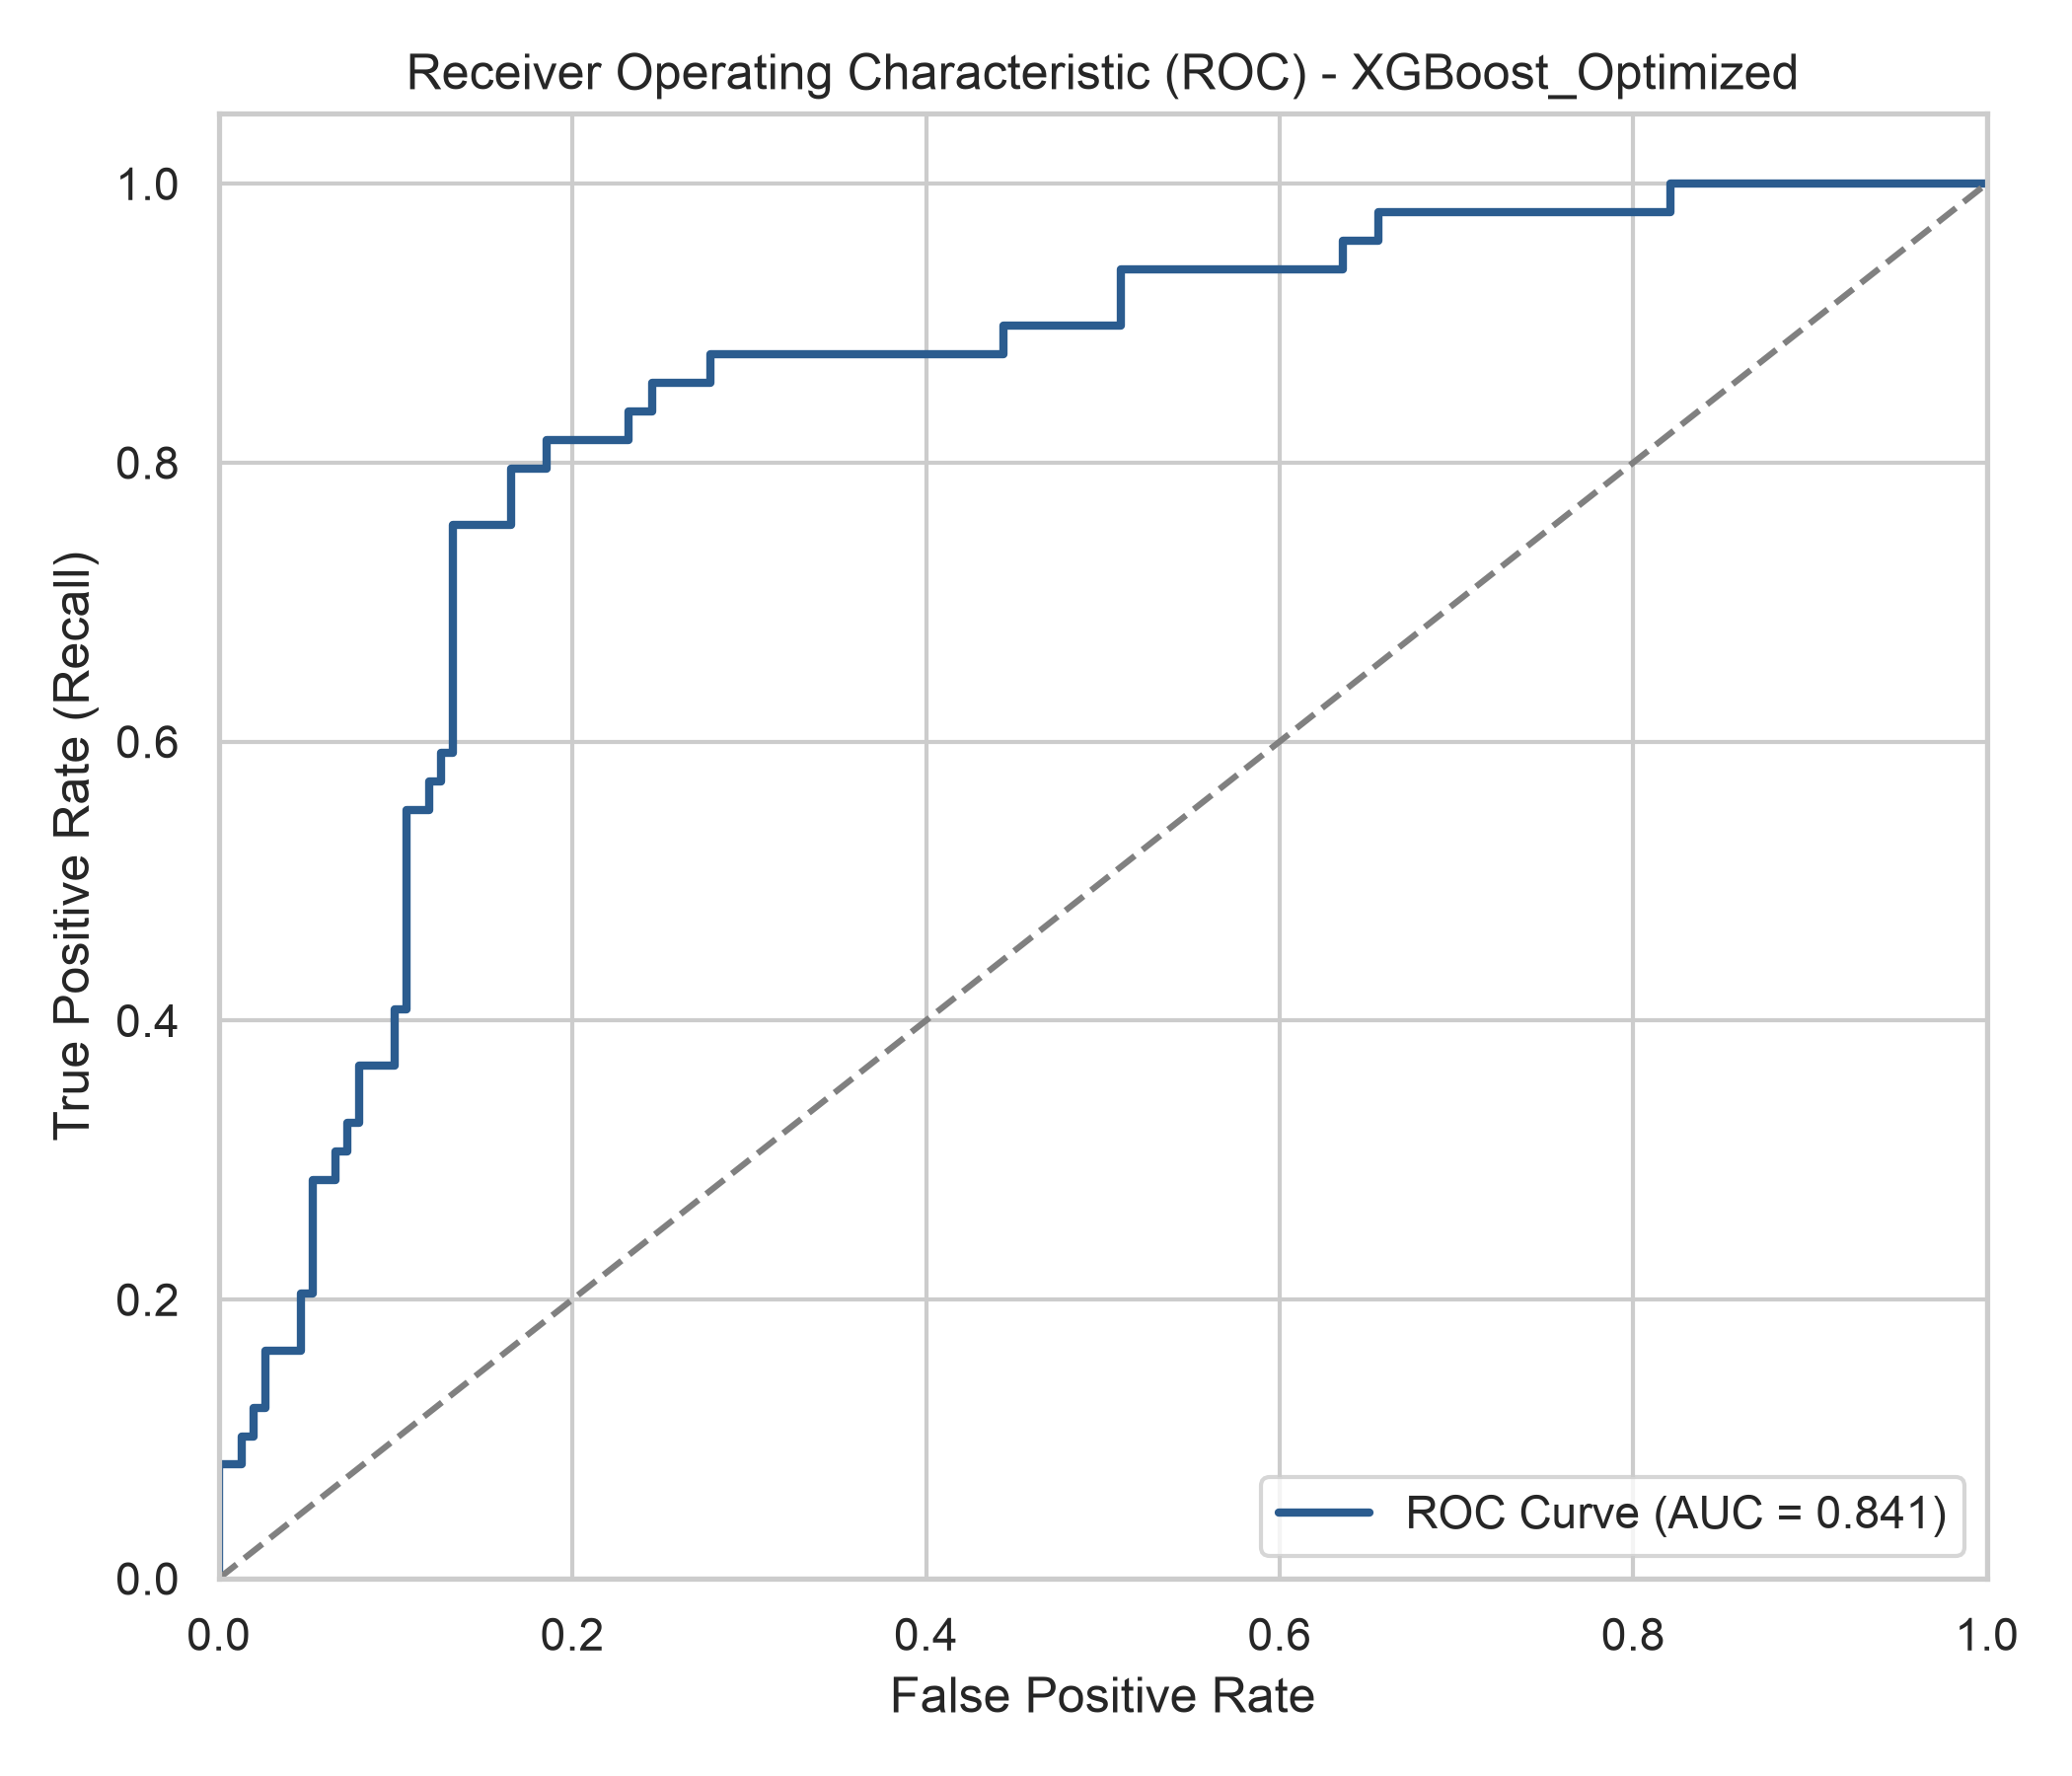 Receiver Operating Characteristic (ROC) - XGBoost_Optimized
True Positive Rate (Recall)
1.0
0.8
0.6
0.4
0.2
0.0
ROC Curve (AUC = 0.841)
0.0 0.2 0.4 0.6 0.8 1.0
False Positive Rate